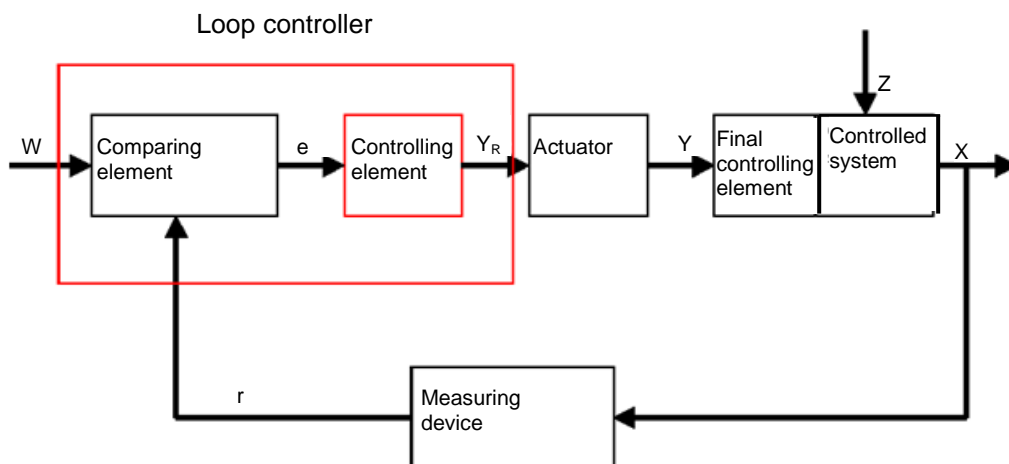 Loop controller
Z
W
Comparing
element
e
Controlling
element
YR
Actuator
Y
Final
controlling
element
Controlled
system
X
r
Measuring
device